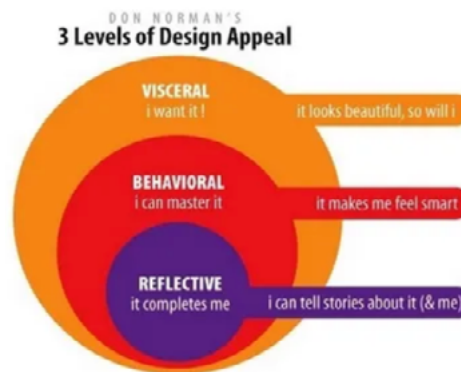 DON NORMAN'S
3 Levels of Design Appeal
VISCERAL
i want it !
it looks beautiful, so will i
BEHAVIORAL
i can master it
it makes me feel smart
REFLECTIVE
it completes me
i can tell stories about it (& me)